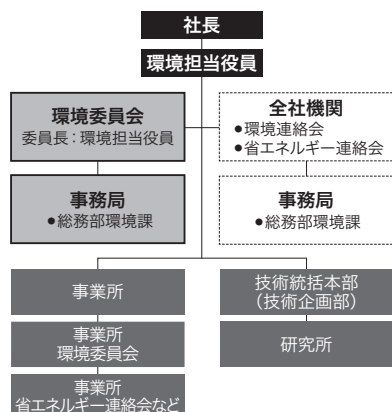 社長
環境担当役員
環境委員会
委員長：環境担当役員
事務局
●総務部環境課
全社機関
●環境連絡会
●省エネルギー連絡会
事務局
●総務部環境課
事業所
事業所
環境委員会
事業所
省エネルギー連絡会など
技術統括本部
（技術企画部）
研究所